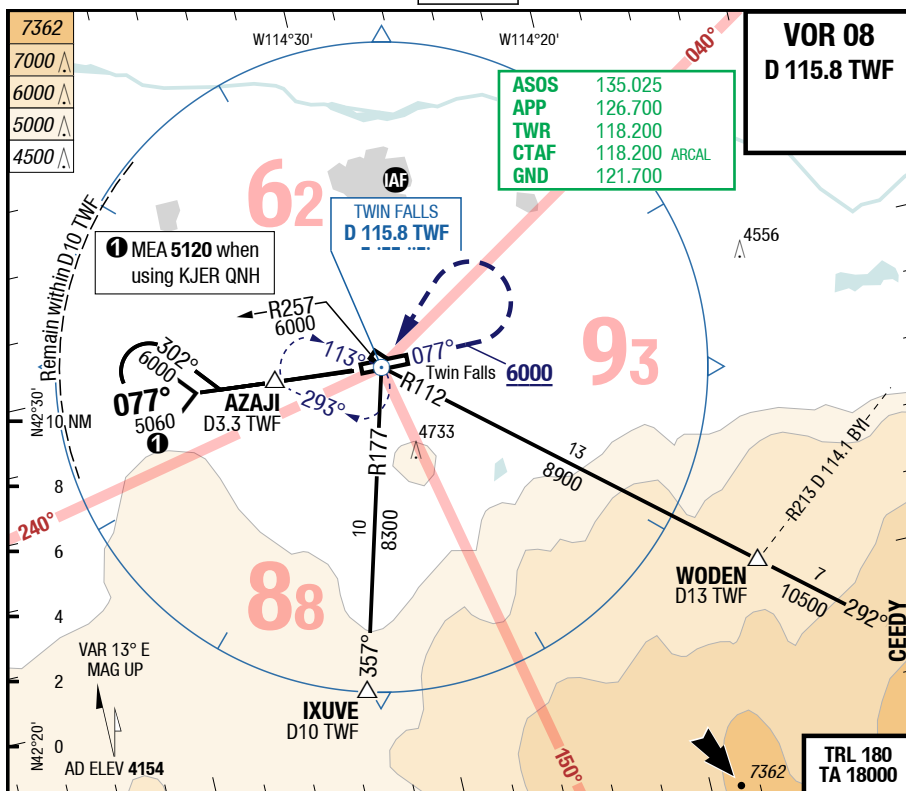 7362
7000
6000
5000
4500
W114°30'
W114°20'
040°
VOR 08
D 115.8 TWF
ASOS 135.025
APP 126.700
TWR 118.200
CTAF 118.200 ARCAL
GND 121.700
62
IAF
TWIN FALLS
D 115.8 TWF
Remain within D10 TWF
1 MEA 5120 when
using KJER QNH
4556
R257
6000
93
302°
6000
113°
077°
Twin Falls
6000
077°
5060
1
AZAJI
D3.3 TWF
293°
R112
N42°30'
10 NM
R177
4733
13
8900
R213 D 114.1 BYI
8
240°
10
8300
6
WODEN
D13 TWF
7
10500
292°
CEEDY
88
4
VAR 13° E
MAG UP
357°
2
IXUVE
D10 TWF
N42°20'
0
AD ELEV 4154
150°
7362
TRL 180
TA 18000